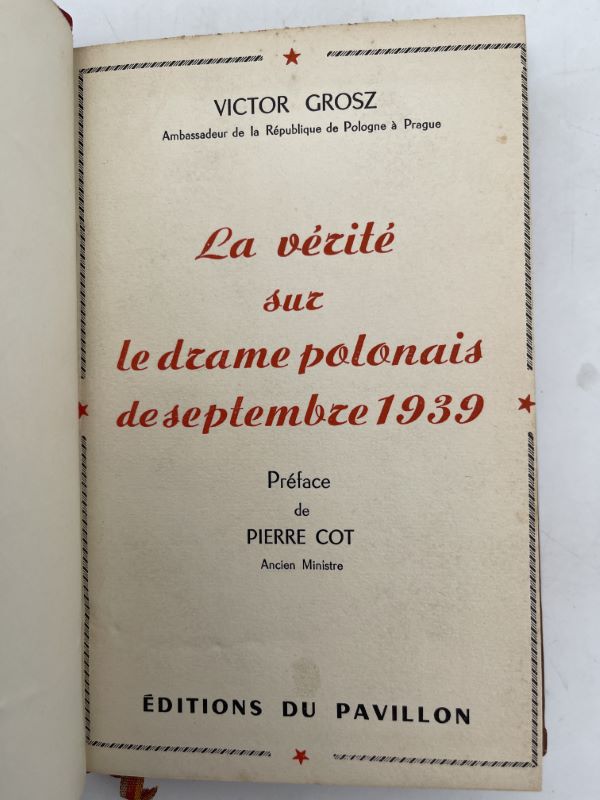 VICTOR GROSZ
Ambassadeur de la République de Pologne à Prague
La vérité
sur
le drame polonais
de septembre 1939
Préface
de
PIERRE COT
Ancien Ministre
ÉDITIONS DU PAVILLON